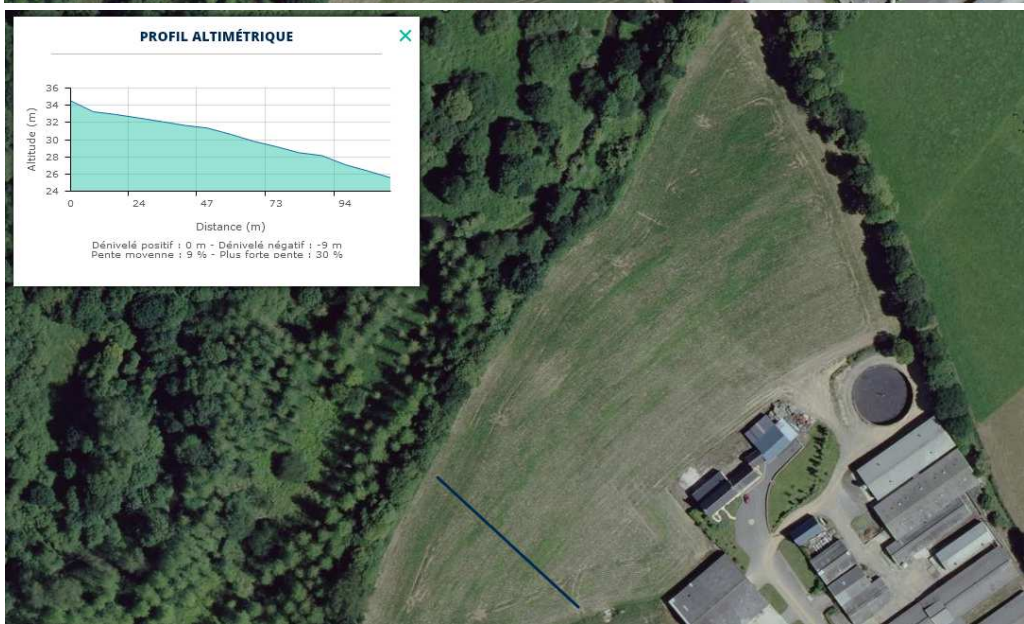 PROFIL ALTIMÉTRIQUE
×
36
34
32
30
28
26
24
Altitude (m)
0 24 47 73 94
Distance (m)
Dénivelé positif : 0 m - Dénivelé négatif : -9 m
Pente moyenne : 9 % - Plus forte pente : 30 %